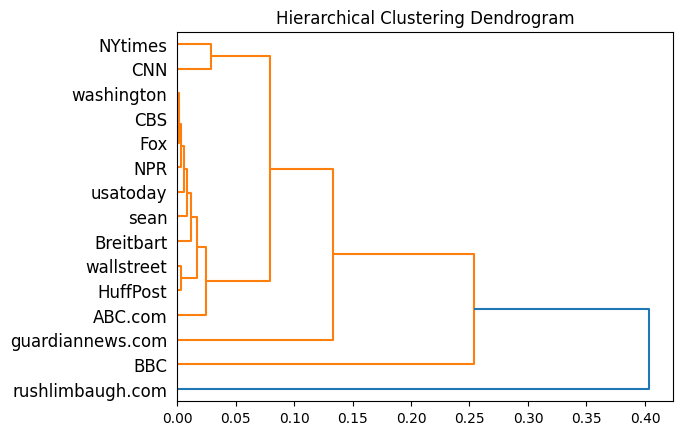 Hierarchical Clustering Dendrogram
NYtimes
CNN
washington
CBS
Fox
NPR
usatoday
sean
Breitbart
wallstreet
HuffPost
ABC.com
guardiannews.com
BBC
rushlimbaugh.com
0.00 0.05 0.10 0.15 0.20 0.25 0.30 0.35 0.40